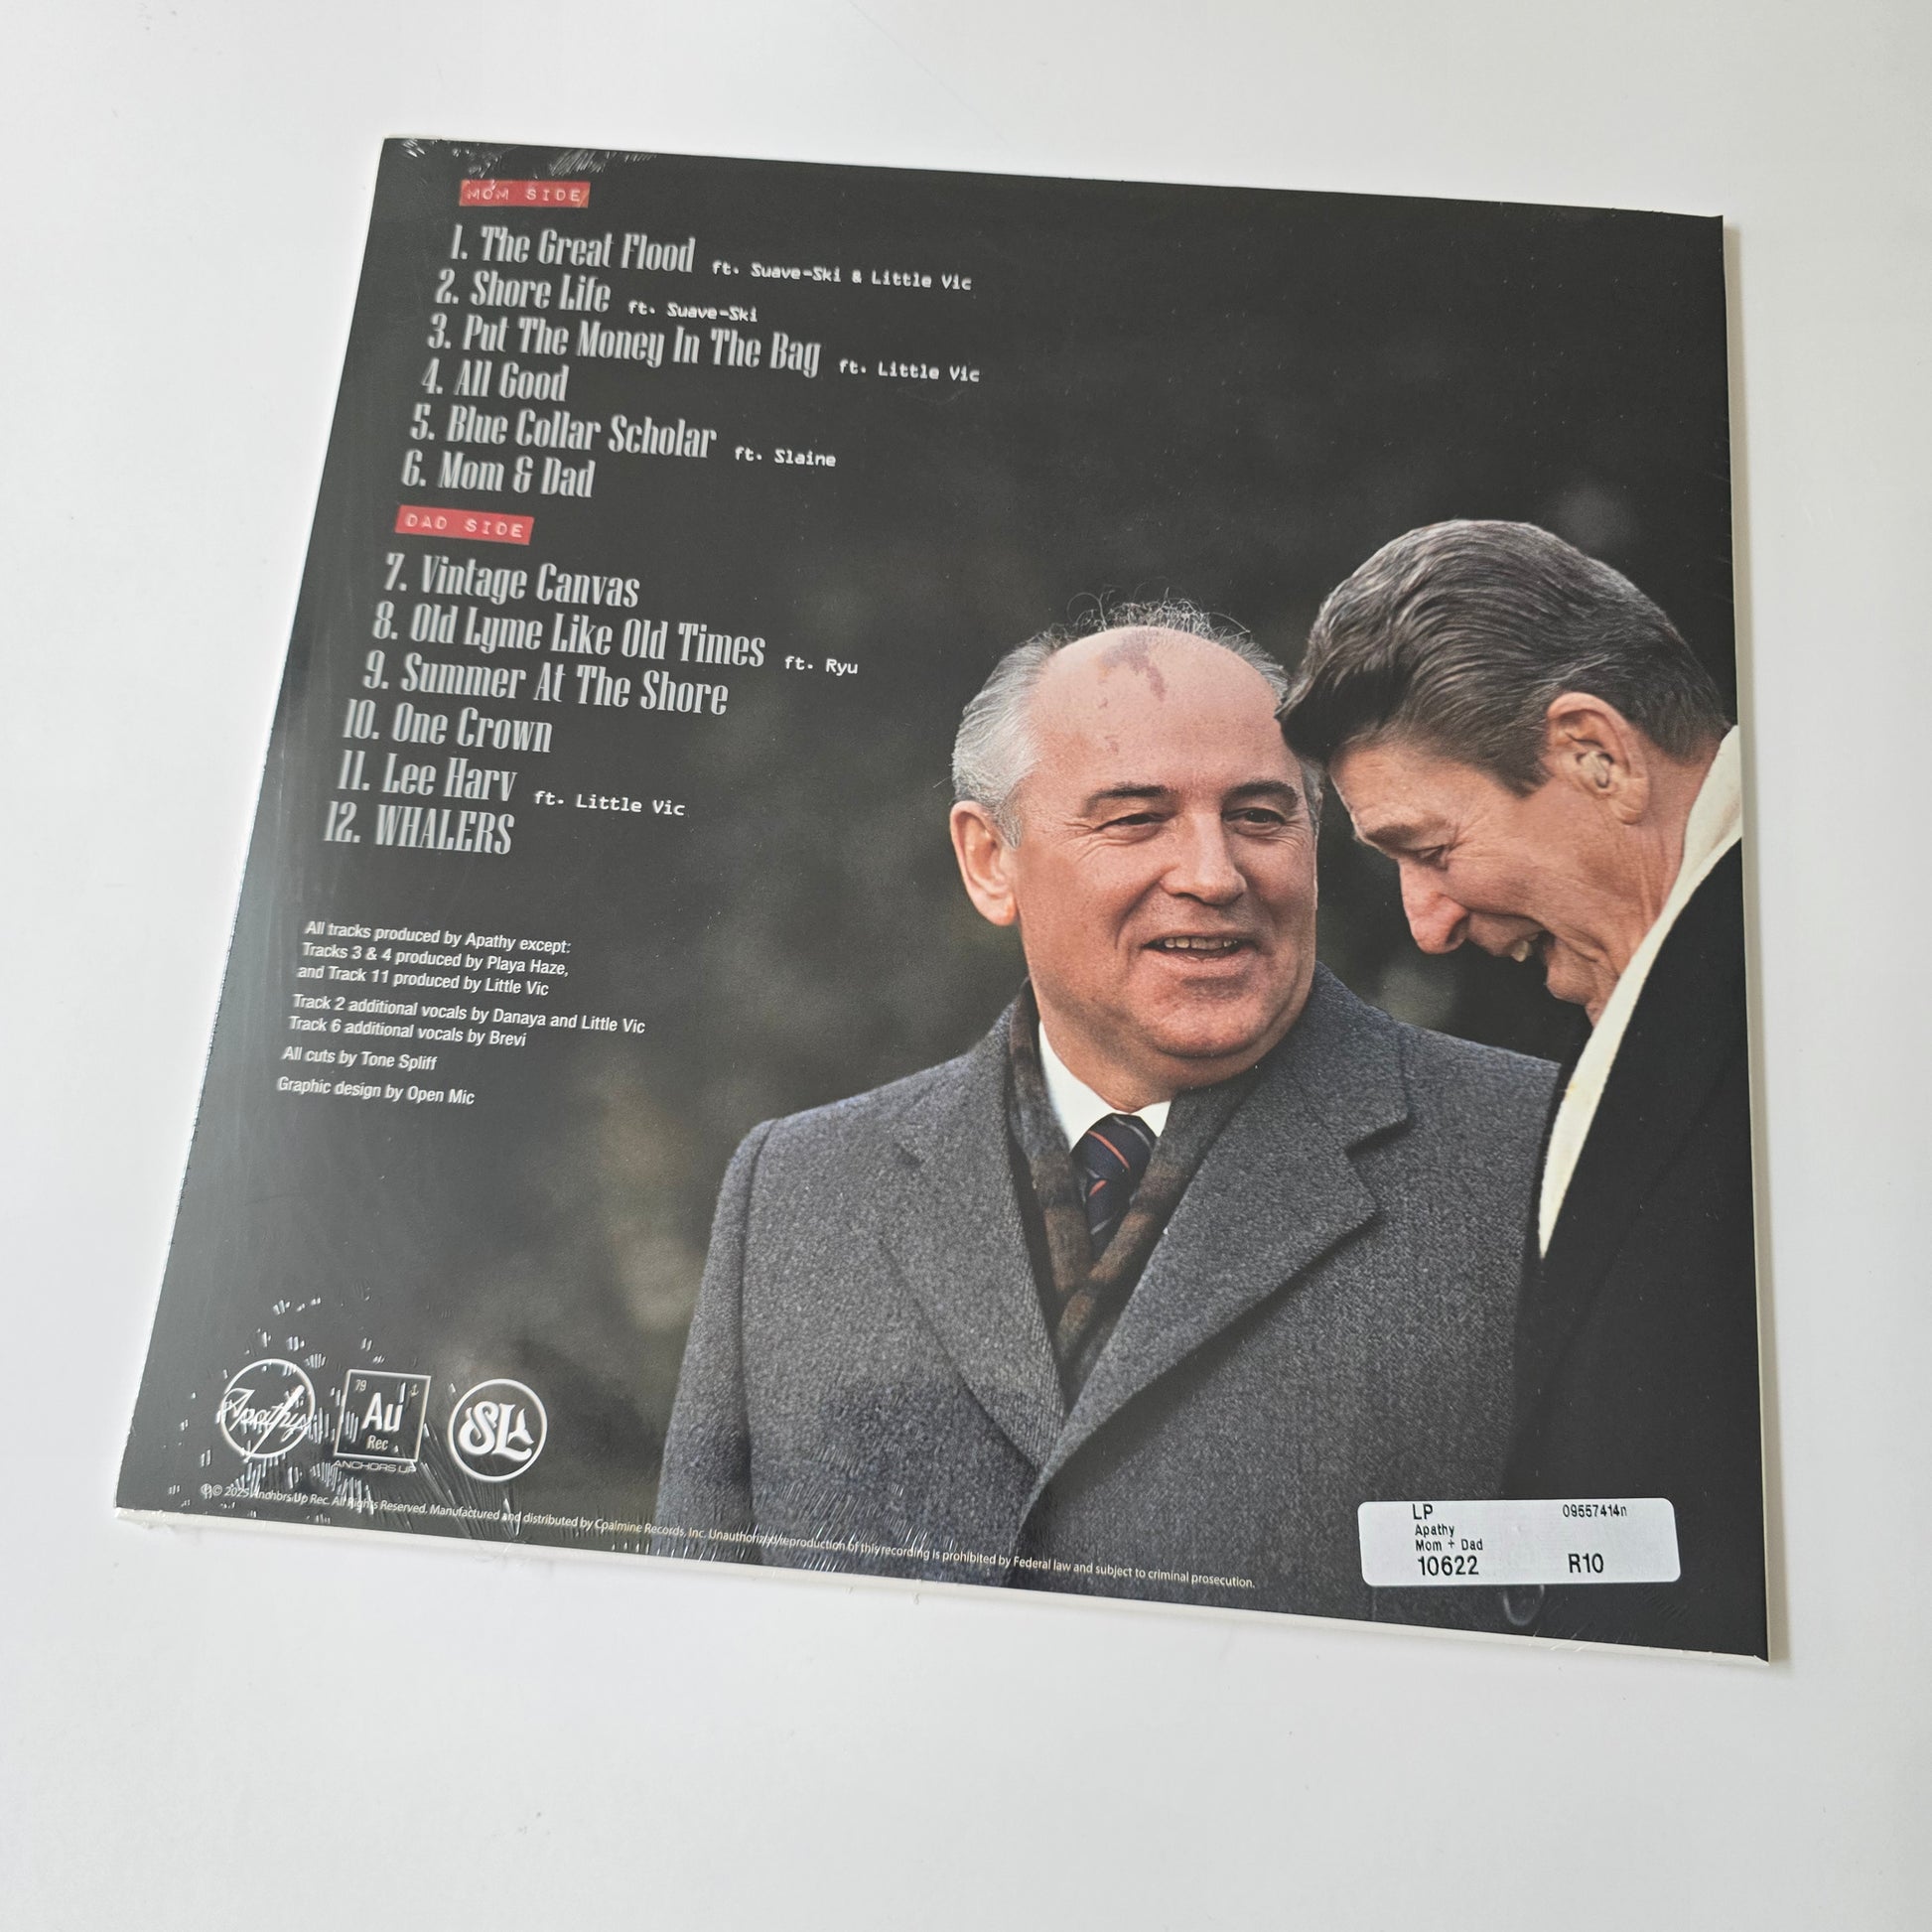 MOM SIDE
1. The Great Flood ft. Suave-Ski & Little Vic
2. Shore Life ft. Suave-Ski
3. Put The Money In The Bag ft. Little Vic
4. All Good
5. Blue Collar Scholar ft. Slaine
6. Mom & Dad
DAD SIDE
7. Vintage Canvas
8. Old Lyme Like Old Times ft. Ryu
9. Summer At The Shore
10. One Crown
11. Lee Harv ft. Little Vic
12. WHALERS
All tracks produced by Apathy except:
Tracks 3 & 4 produced by Playa Haze,
and Track 11 produced by Little Vic
Track 2 additional vocals by Danaya and Little Vic
Track 6 additional vocals by Brevi
All cuts by Tone Spliff
Graphic design by Open Mic
Apathy
79 1
Au
Rec
ANCHORS UP
SL
℗© 2025 Anchors Up Rec. All Rights Reserved. Manufactured and distributed by Coalmine Records, Inc. Unauthorized reproduction of this recording is prohibited by Federal law and subject to criminal prosecution.
LP 09557414n
Apathy
Mom + Dad
10622 R10